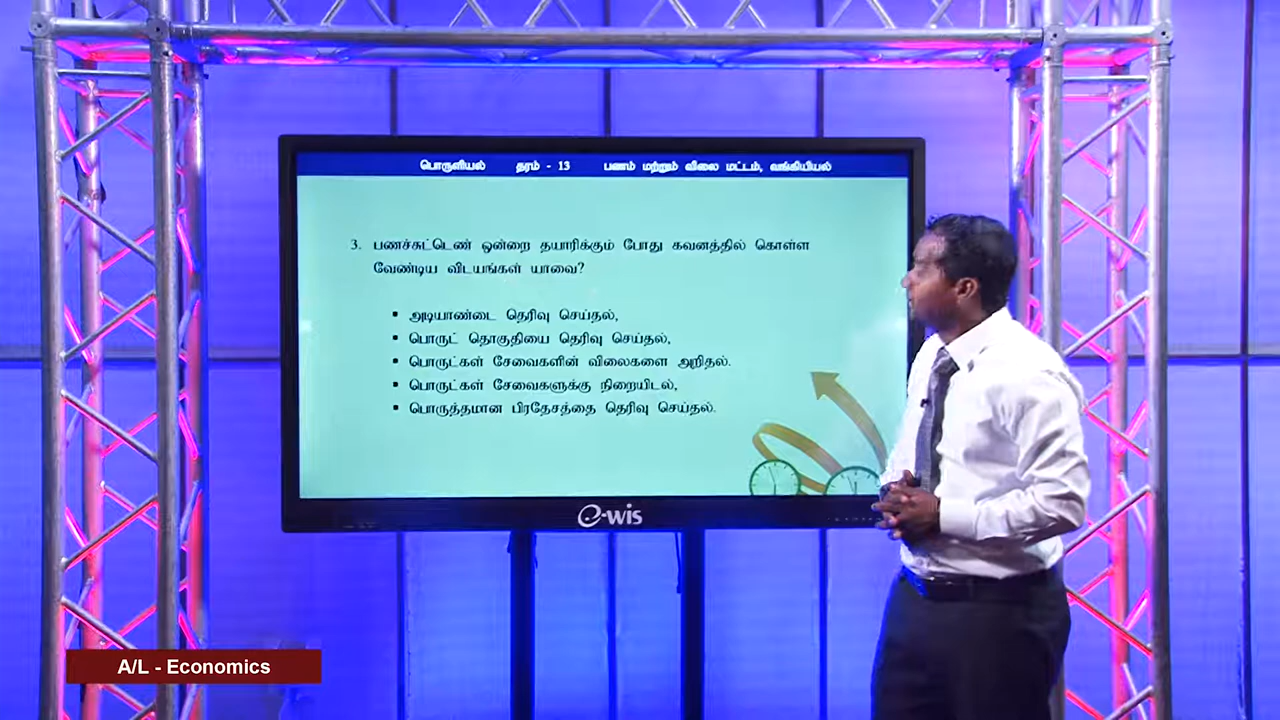 பொருளியல் தரம் - 13 பணம் மற்றும் விலை மட்டம், வங்கியியல்
3. பணச்சுட்டெண் ஒன்றை தயாரிக்கும் போது கவனத்தில் கொள்ள
வேண்டிய விடயங்கள் யாவை?
▪ அடியாண்டை தெரிவு செய்தல்,
▪ பொருட் தொகுதியை தெரிவு செய்தல்,
▪ பொருட்கள் சேவைகளின் விலைகளை அறிதல்.
▪ பொருட்கள் சேவைகளுக்கு நிறையிடல்,
▪ பொருத்தமான பிரதேசத்தை தெரிவு செய்தல்.
e-wis
A/L - Economics